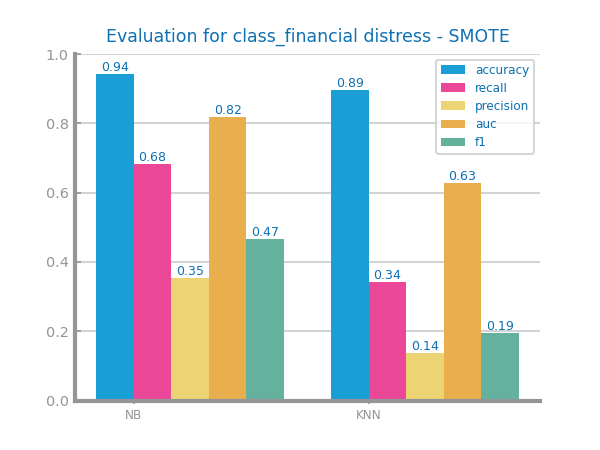 Evaluation for class_financial distress - SMOTE
1.0
0.8
0.6
0.4
0.2
0.0
0.94
0.68
0.35
0.82
0.47
0.89
0.34
0.14
0.63
0.19
accuracy
recall
precision
auc
f1
NB
KNN